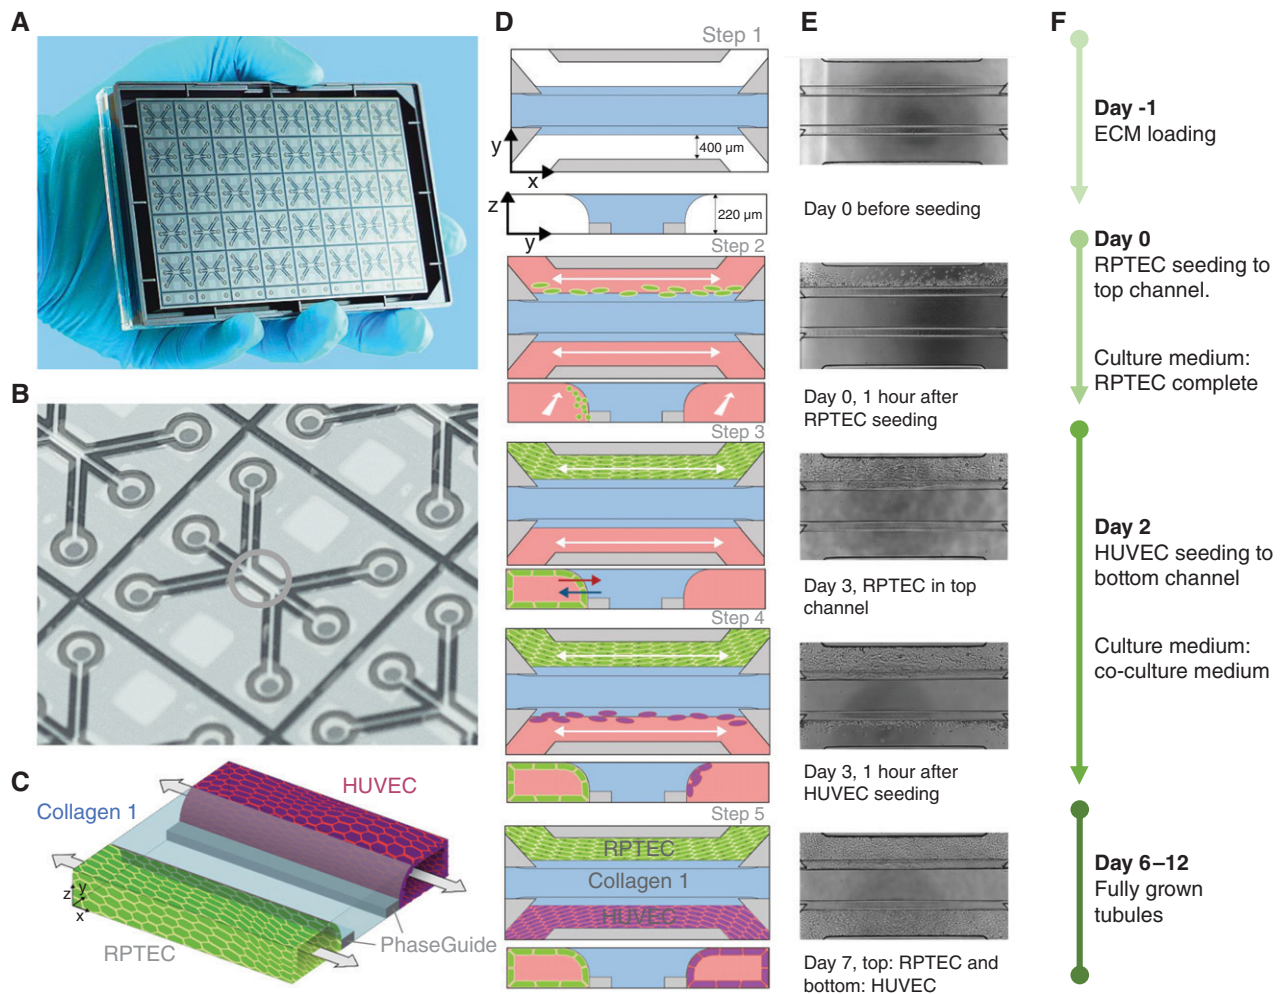 A
B
C
HUVEC
Collagen 1
z
y
x
RPTEC
PhaseGuide
D
Step 1
y
400 µm
x
z
220 µm
y
Step 2
Step 3
Step 4
Step 5
RPTEC
Collagen 1
HUVEC
E
Day 0 before seeding
Day 0, 1 hour after
RPTEC seeding
Day 3, RPTEC in top
channel
Day 3, 1 hour after
HUVEC seeding
Day 7, top: RPTEC and
bottom: HUVEC
F
Day -1
ECM loading
Day 0
RPTEC seeding to
top channel.
Culture medium:
RPTEC complete
Day 2
HUVEC seeding to
bottom channel
Culture medium:
co-culture medium
Day 6–12
Fully grown
tubules